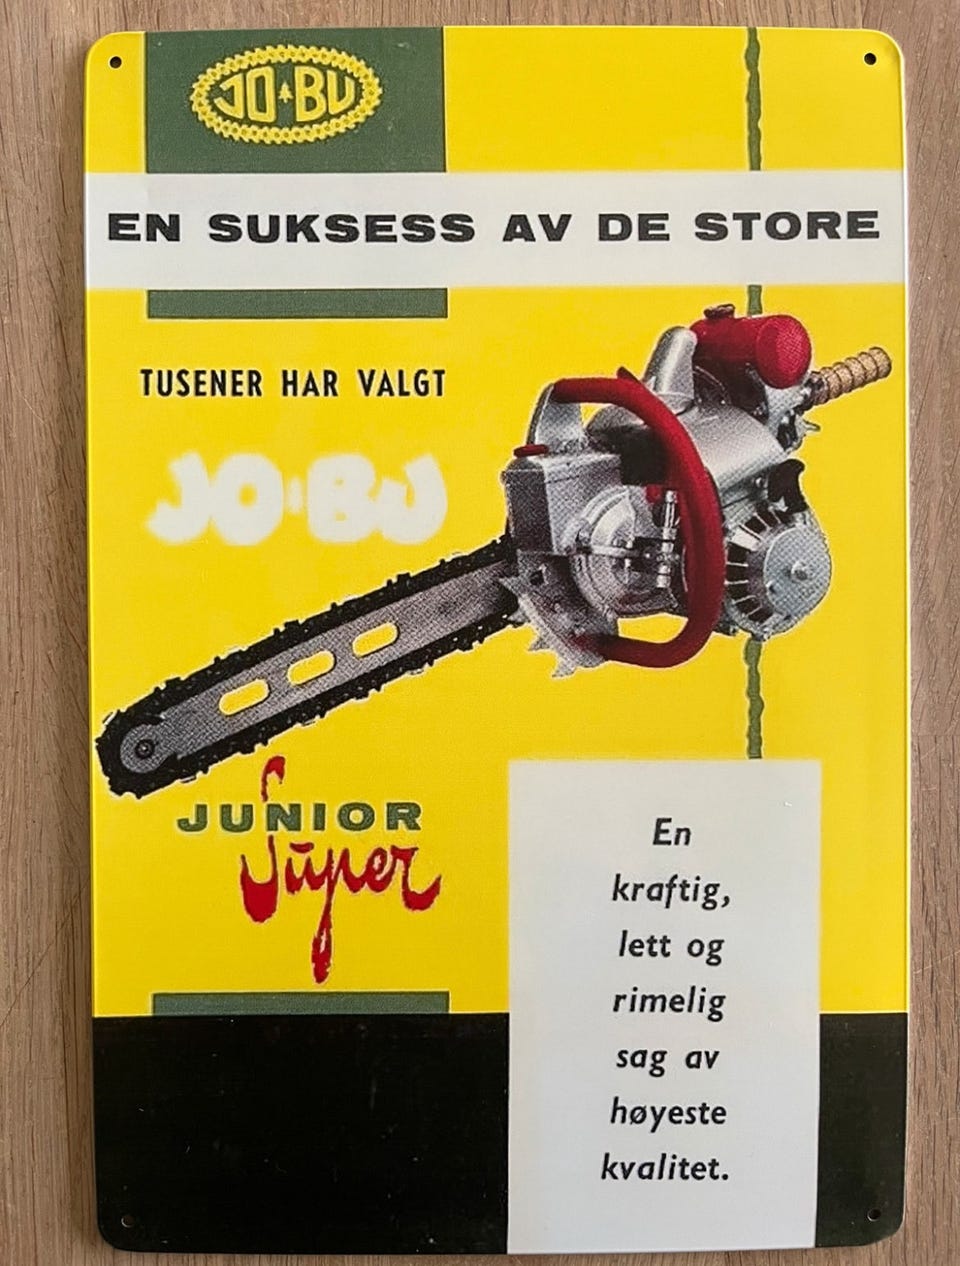 JO BU
EN SUKSESS AV DE STORE
TUSENER HAR VALGT
JO·BU
JUNIOR
Super
En
kraftig,
lett og
rimelig
sag av
høyeste
kvalitet.